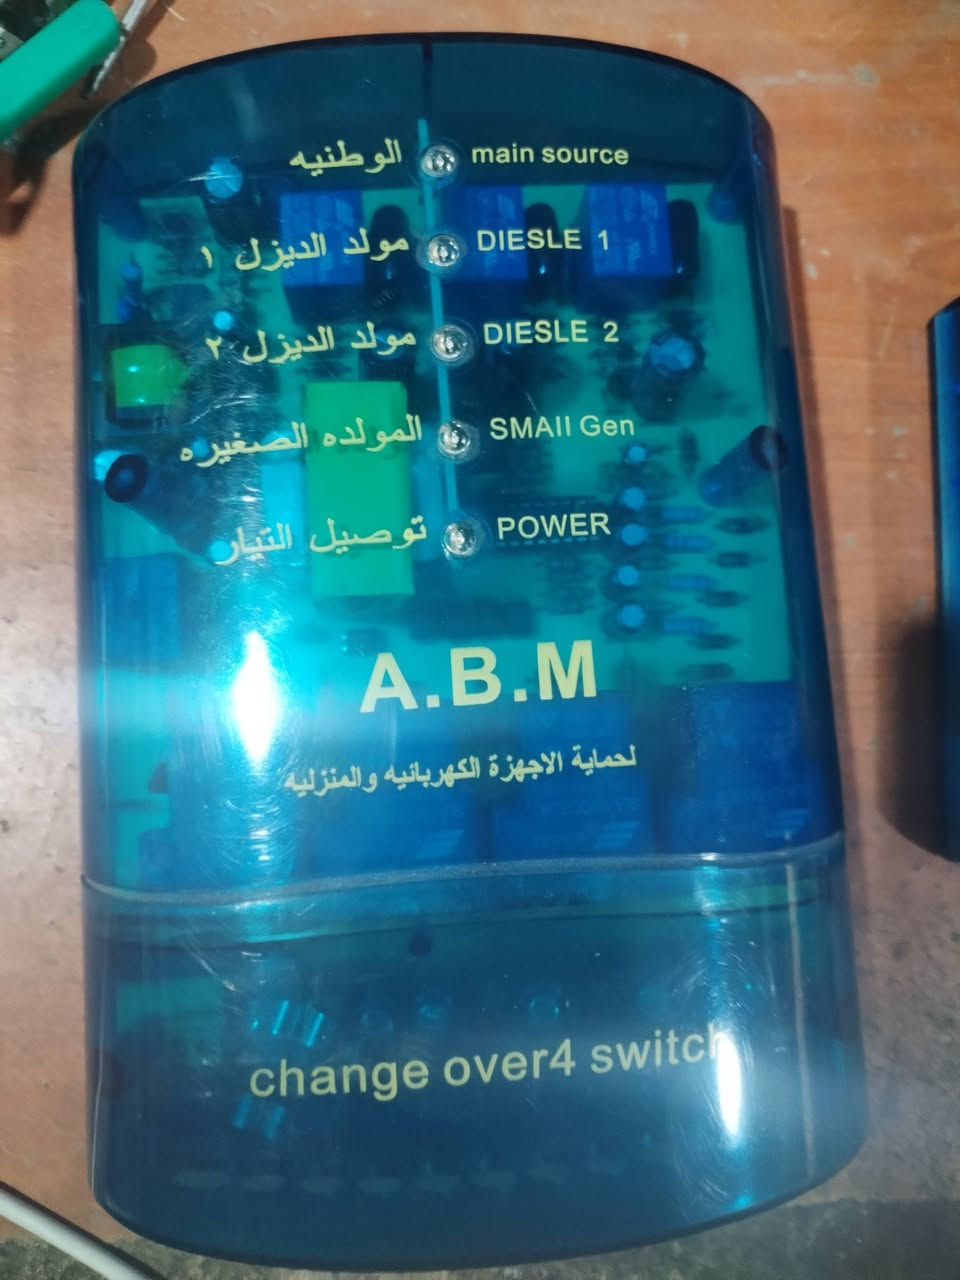 الوطنيه main source
مولد الديزل ١ DIESLE 1
مولد الديزل ٢ DIESLE 2
المولده الصغيره SMAII Gen
توصيل التيار POWER
A.B.M
لحماية الاجهزة الكهربائيه والمنزليه
change over4 switch